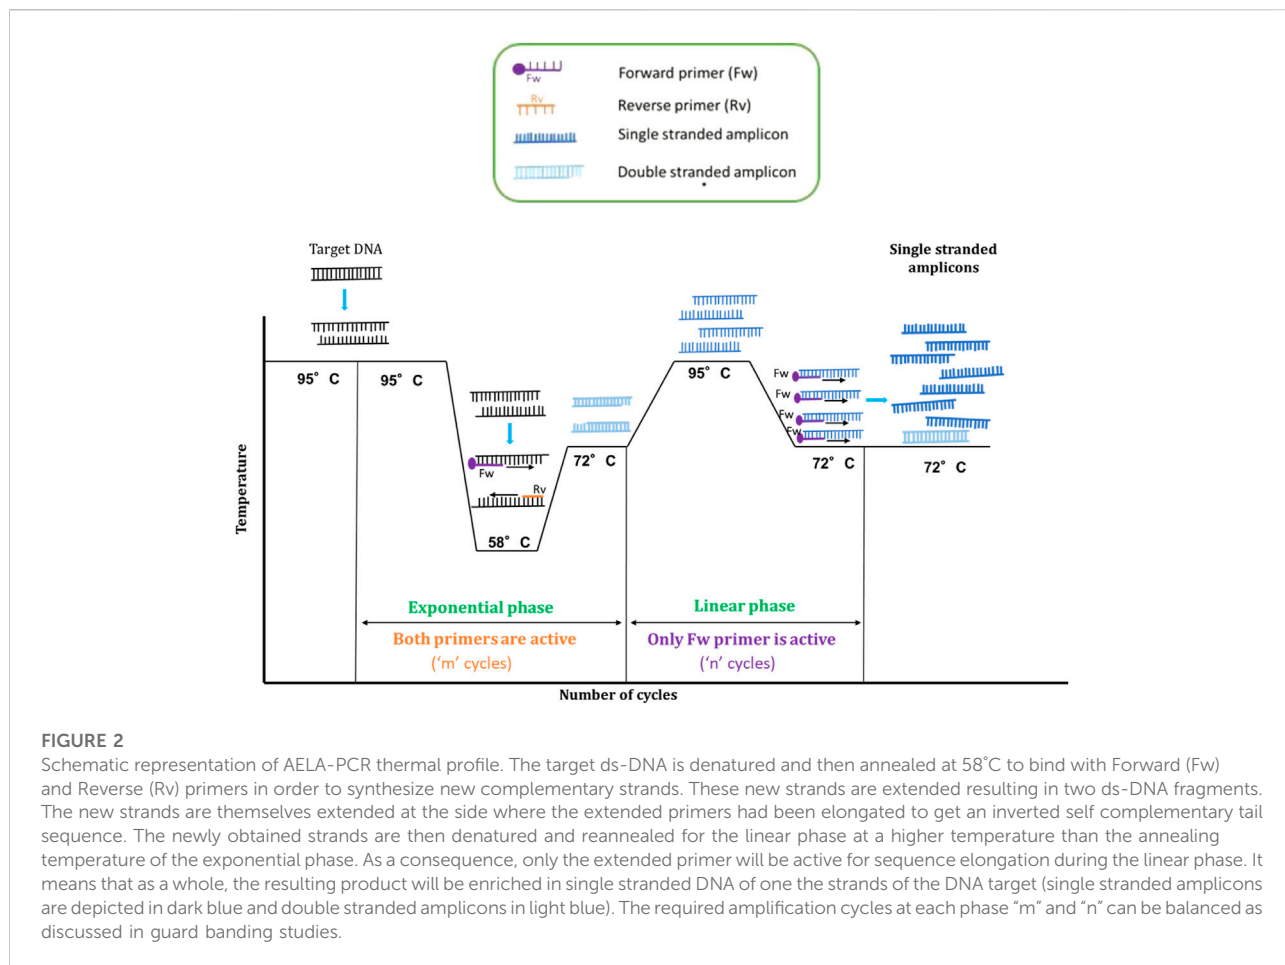 Fw
Forward primer (Fw)
Rv
Reverse primer (Rv)
Single stranded amplicon
Double stranded amplicon
Target DNA
Single stranded
amplicons
95° C
95° C
95° C
Fw
Fw
Fw
Fw
Fw
Rv
72° C
72° C
72° C
58° C
Temperature
Exponential phase
Linear phase
Both primers are active
Only Fw primer is active
('m' cycles)
('n' cycles)
Number of cycles
FIGURE 2
Schematic representation of AELA-PCR thermal profile. The target ds-DNA is denatured and then annealed at 58°C to bind with Forward (Fw)
and Reverse (Rv) primers in order to synthesize new complementary strands. These new strands are extended resulting in two ds-DNA fragments.
The new strands are themselves extended at the side where the extended primers had been elongated to get an inverted self complementary tail
sequence. The newly obtained strands are then denatured and reannealed for the linear phase at a higher temperature than the annealing
temperature of the exponential phase. As a consequence, only the extended primer will be active for sequence elongation during the linear phase. It
means that as a whole, the resulting product will be enriched in single stranded DNA of one the strands of the DNA target (single stranded amplicons
are depicted in dark blue and double stranded amplicons in light blue). The required amplification cycles at each phase "m" and "n" can be balanced as
discussed in guard banding studies.